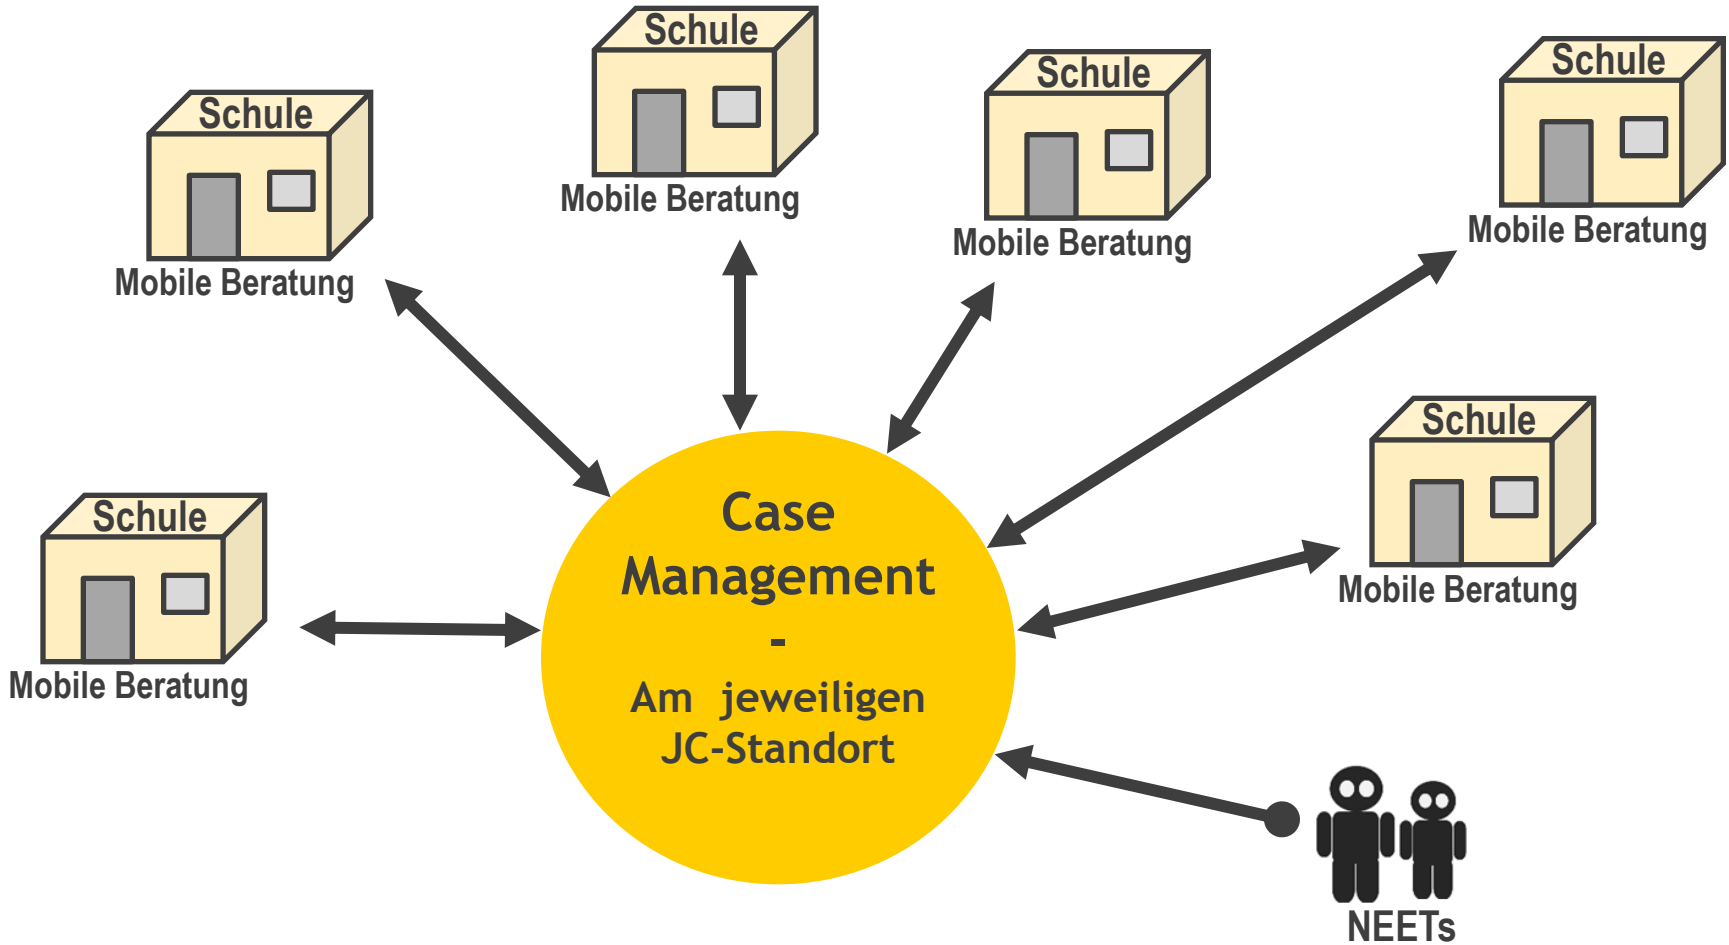 Schule
Mobile Beratung
Schule
Mobile Beratung
Schule
Mobile Beratung
Schule
Mobile Beratung
Schule
Mobile Beratung
Schule
Mobile Beratung
Case
Management
-
Am jeweiligen
JC-Standort
NEETs